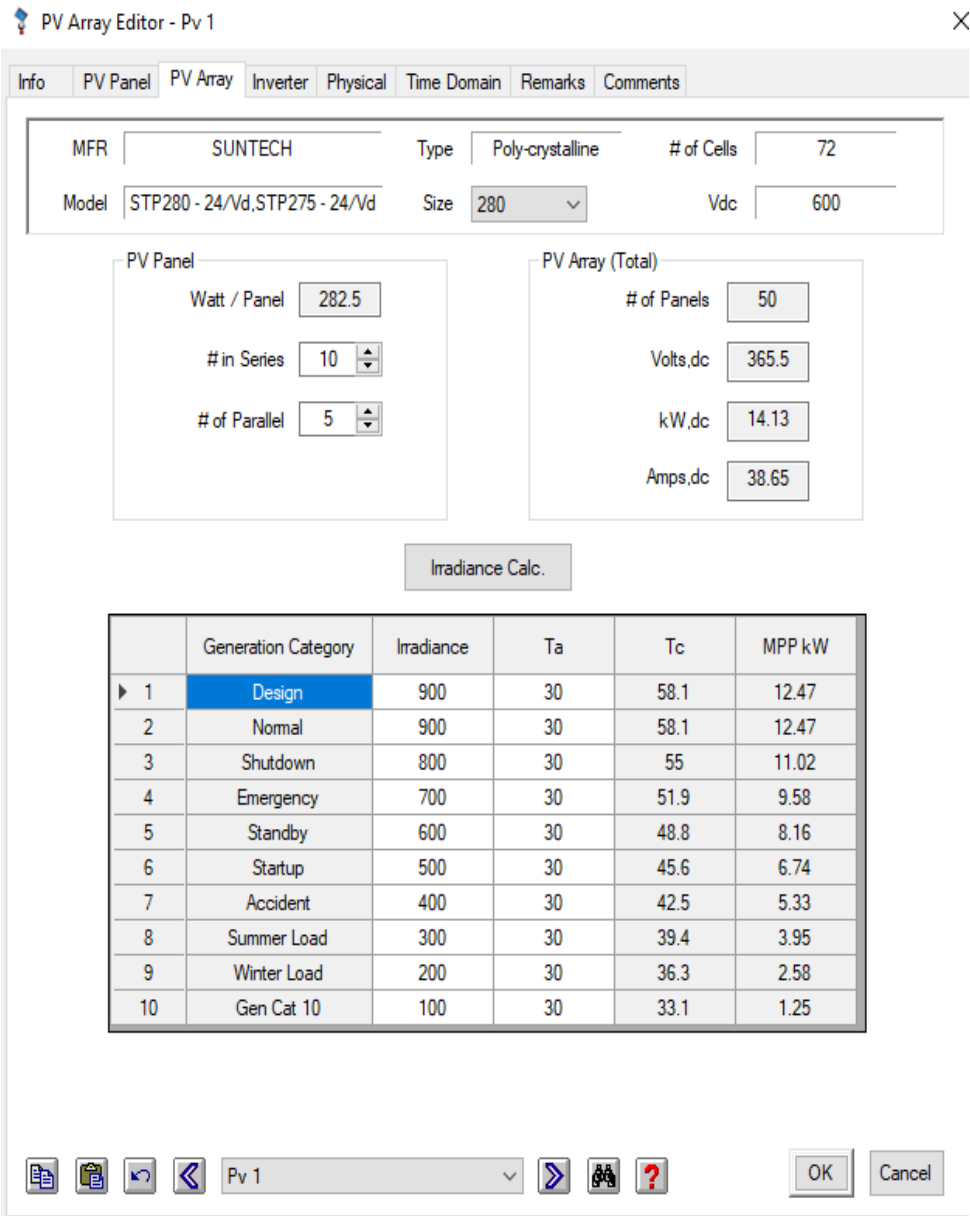 PV Array Editor - Pv 1
Info PV Panel PV Array Inverter Physical Time Domain Remarks Comments
MFR SUNTECH Type Poly-crystalline # of Cells 72
Model STP280 - 24/Vd,STP275 - 24/Vd Size 280 Vdc 600
PV Panel PV Array (Total)
Watt / Panel 282.5 # of Panels 50
# in Series 10 Volts,dc 365.5
# of Parallel 5 kW,dc 14.13
Amps,dc 38.65
Irradiance Calc.
Generation Category Irradiance Ta Tc MPP kW
1 Design 900 30 58.1 12.47
2 Normal 900 30 58.1 12.47
3 Shutdown 800 30 55 11.02
4 Emergency 700 30 51.9 9.58
5 Standby 600 30 48.8 8.16
6 Startup 500 30 45.6 6.74
7 Accident 400 30 42.5 5.33
8 Summer Load 300 30 39.4 3.95
9 Winter Load 200 30 36.3 2.58
10 Gen Cat 10 100 30 33.1 1.25
Pv 1 ? OK Cancel